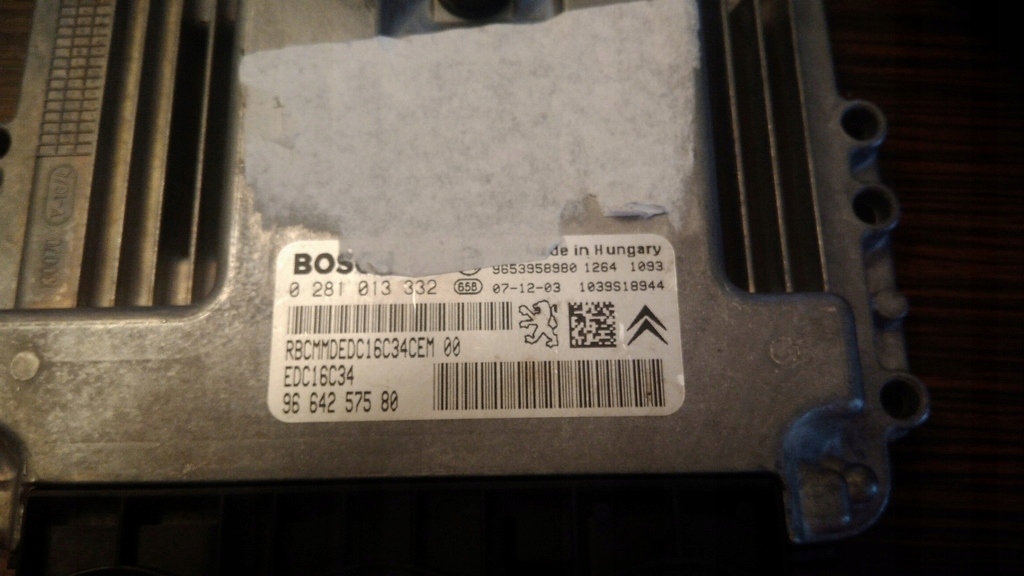 BOSC
de in Hungary
9653958980 1264 1093
0 281 013 332 658 07-12-03 1039S18944
RBCMMDEDC16C34CEM 00
EDC16C34
96 642 575 80